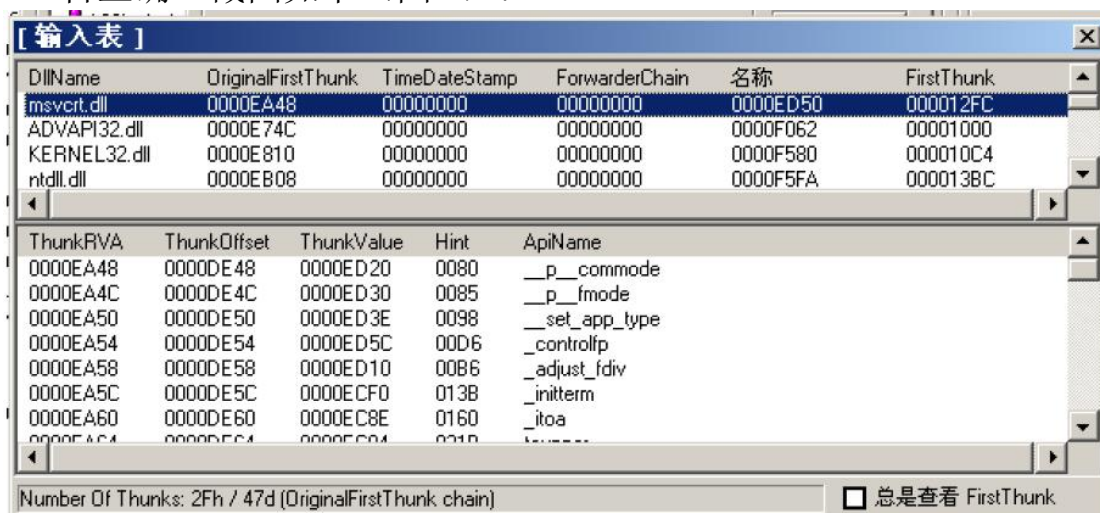 [ 输入表 ]
DllName OriginalFirstThunk TimeDateStamp ForwarderChain 名称 FirstThunk
msvcrt.dll 0000EA48 00000000 00000000 0000ED50 000012FC
ADVAPI32.dll 0000E74C 00000000 00000000 0000F062 00001000
KERNEL32.dll 0000E810 00000000 00000000 0000F580 000010C4
ntdll.dll 0000EB08 00000000 00000000 0000F5FA 000013BC
ThunkRVA ThunkOffset ThunkValue Hint ApiName
0000EA48 0000DE48 0000ED20 0080 __p__commode
0000EA4C 0000DE4C 0000ED30 0085 __p__fmode
0000EA50 0000DE50 0000ED3E 0098 __set_app_type
0000EA54 0000DE54 0000ED5C 00D6 _controlfp
0000EA58 0000DE58 0000ED10 00B6 _adjust_fdiv
0000EA5C 0000DE5C 0000ECF0 013B _initterm
0000EA60 0000DE60 0000EC8E 0160 _itoa
Number Of Thunks: 2Fh / 47d (OriginalFirstThunk chain) 总是查看 FirstThunk